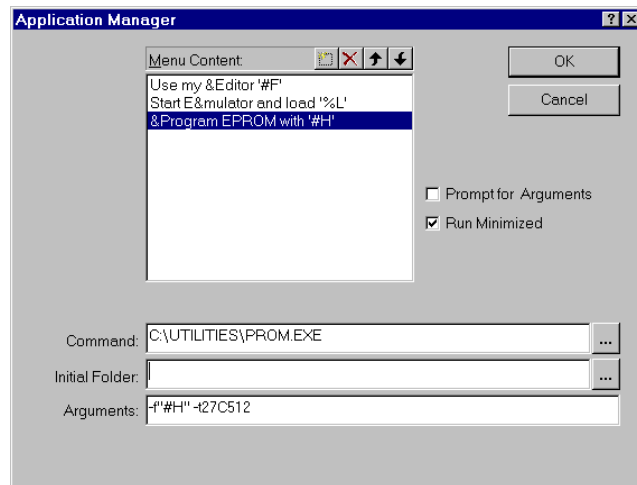 Application Manager
Menu Content:
OK
Use my &Editor '#F'
Start E&mulator and load '%L'
&Program EPROM with '#H'
Cancel
Prompt for Arguments
Run Minimized
Command: C:\UTILITIES\PROM.EXE ...
Initial Folder: ...
Arguments: -f"#H" -t27C512